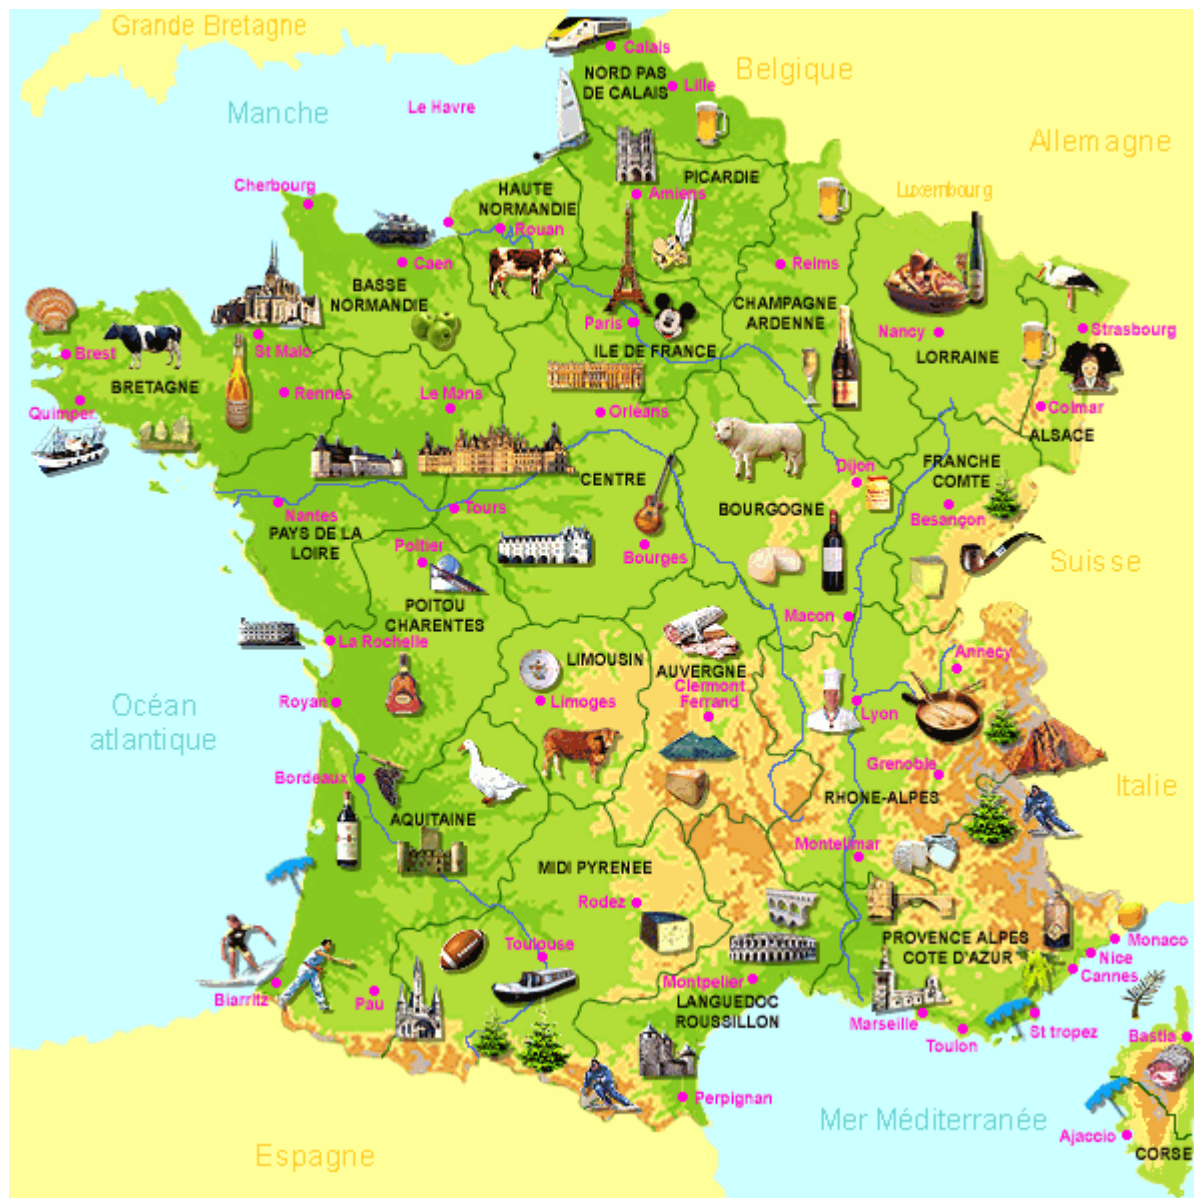 Grande Bretagne
Calais
NORD PAS
DE CALAIS
Lille
Belgique
Manche
Le Havre
Allemagne
Cherbourg
HAUTE
NORMANDIE
PICARDIE
Amiens
Luxembourg
Rouan
Caen
Reims
BASSE
NORMANDIE
CHAMPAGNE
ARDENNE
Paris
ILE DE FRANCE
Nancy
LORRAINE
Strasbourg
Brest
St Malo
BRETAGNE
Rennes
Le Mans
Quimper
Orléans
Colmar
ALSACE
CENTRE
Dijon
FRANCHE
COMTE
Nantes
PAYS DE LA
LOIRE
Tours
BOURGOGNE
Besançon
Poitier
Bourges
Suisse
POITOU
CHARENTES
Macon
La Rochelle
LIMOUSIN
AUVERGNE
Annecy
Clermont
Ferrand
Royan
Limoges
Lyon
Océan
atlantique
Bordeaux
Grenoble
Italie
RHONE-ALPES
AQUITAINE
Montelimar
MIDI PYRENEE
Rodez
Toulouse
PROVENCE ALPES
COTE D'AZUR
Monaco
Nice
Cannes
Biarritz
Pau
Montpelier
LANGUEDOC
ROUSSILLON
Marseille
Toulon
St tropez
Bastia
Perpignan
Mer Méditerranée
Ajaccio
CORSE
Espagne